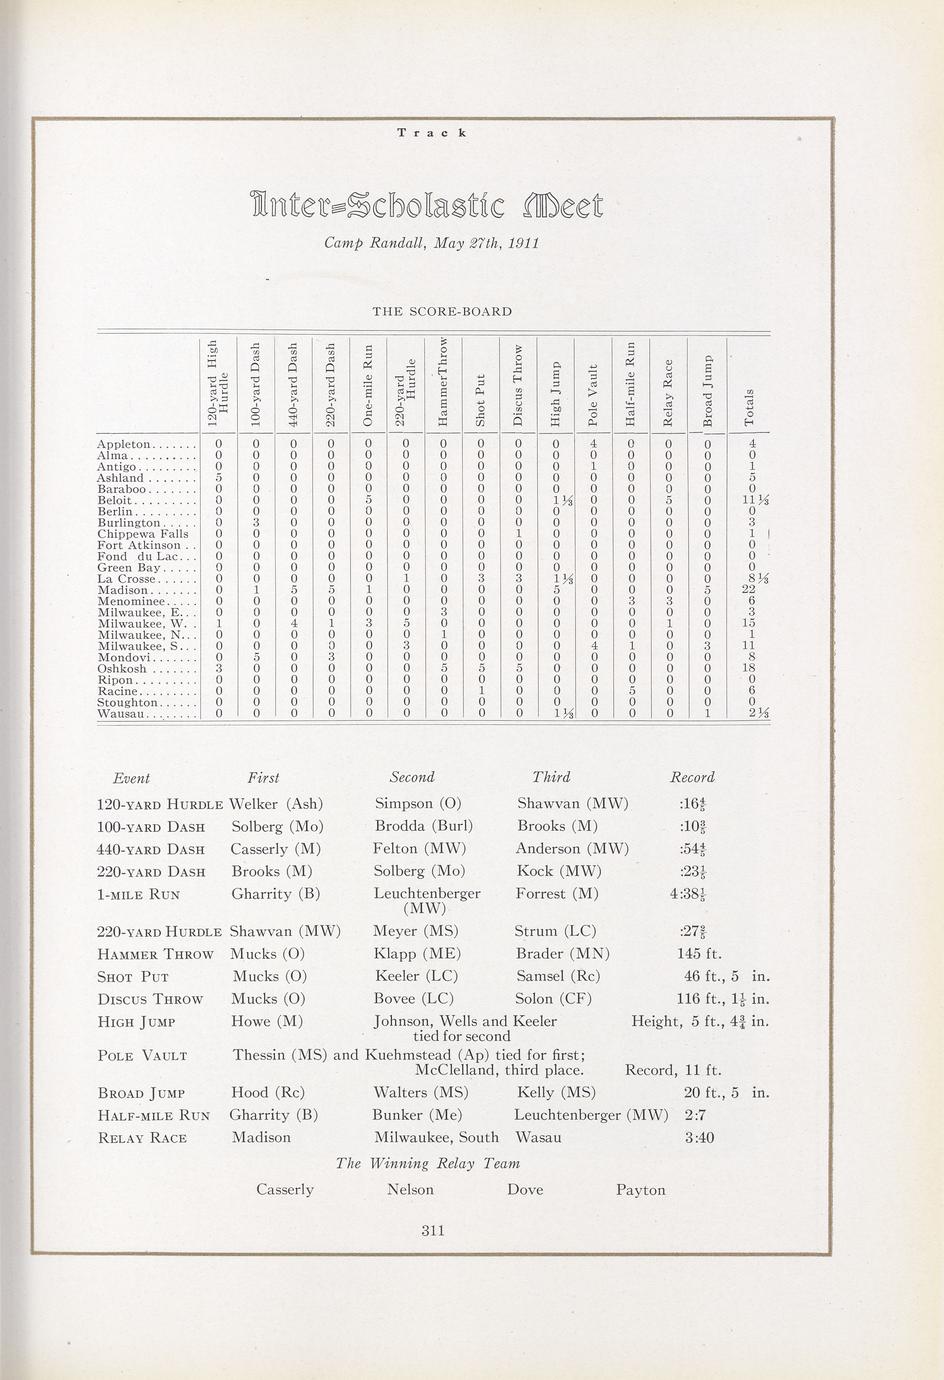 Track
Inter-Scholastic Meet
Camp Randall, May 27th, 1911
THE SCORE-BOARD
120-yard High Hurdle 100-yard Dash 440-yard Dash 220-yard Dash One-mile Run 220-yard Hurdle Hammer Throw Shot Put Discus Throw High Jump Pole Vault Half-mile Run Relay Race Broad Jump Totals
Appleton....... 0 0 0 0 0 0 0 0 0 0 4 0 0 0 4
Alma.......... 0 0 0 0 0 0 0 0 0 0 0 0 0 0 0
Antigo......... 0 0 0 0 0 0 0 0 0 0 1 0 0 0 1
Ashland ....... 5 0 0 0 0 0 0 0 0 0 0 0 0 0 5
Baraboo....... 0 0 0 0 0 0 0 0 0 0 0 0 0 0 0
Beloit......... 0 0 0 0 5 0 0 0 0 1⅓ 0 0 5 0 11⅓
Berlin......... 0 0 0 0 0 0 0 0 0 0 0 0 0 0 0
Burlington..... 0 3 0 0 0 0 0 0 0 0 0 0 0 0 3
Chippewa Falls 0 0 0 0 0 0 0 0 1 0 0 0 0 0 1
Fort Atkinson .. 0 0 0 0 0 0 0 0 0 0 0 0 0 0 0
Fond du Lac... 0 0 0 0 0 0 0 0 0 0 0 0 0 0 0
Green Bay..... 0 0 0 0 0 0 0 0 0 0 0 0 0 0 0
La Crosse...... 0 0 0 0 0 1 0 3 3 1⅓ 0 0 0 0 8⅓
Madison....... 0 1 5 5 1 0 0 0 0 5 0 0 0 5 22
Menominee..... 0 0 0 0 0 0 0 0 0 0 0 3 3 0 6
Milwaukee, E... 0 0 0 0 0 0 3 0 0 0 0 0 0 0 3
Milwaukee, W. . 1 0 4 1 3 5 0 0 0 0 0 0 1 0 15
Milwaukee, N... 0 0 0 0 0 0 1 0 0 0 0 0 0 0 1
Milwaukee, S... 0 0 0 0 0 3 0 0 0 0 4 1 0 3 11
Mondovi....... 0 5 0 3 0 0 0 0 0 0 0 0 0 0 8
Oshkosh ....... 3 0 0 0 0 0 5 5 5 0 0 0 0 0 18
Ripon......... 0 0 0 0 0 0 0 0 0 0 0 0 0 0 0
Racine......... 0 0 0 0 0 0 0 1 0 0 0 5 0 0 6
Stoughton...... 0 0 0 0 0 0 0 0 0 0 0 0 0 0 0
Wausau........ 0 0 0 0 0 0 0 0 0 1⅓ 0 0 0 1 2⅓
Event First Second Third Record
120-YARD HURDLE Welker (Ash) Simpson (O) Shawvan (MW) :16⅘
100-YARD DASH Solberg (Mo) Brodda (Burl) Brooks (M) :10⅗
440-YARD DASH Casserly (M) Felton (MW) Anderson (MW) :54⅘
220-YARD DASH Brooks (M) Solberg (Mo) Kock (MW) :23⅕
1-MILE RUN Gharrity (B) Leuchtenberger Forrest (M) 4:38⅕
(MW)
220-YARD HURDLE Shawvan (MW) Meyer (MS) Strum (LC) :27⅖
HAMMER THROW Mucks (O) Klapp (ME) Brader (MN) 145 ft.
SHOT PUT Mucks (O) Keeler (LC) Samsel (Rc) 46 ft., 5 in.
DISCUS THROW Mucks (O) Bovee (LC) Solon (CF) 116 ft., 1⅕ in.
HIGH JUMP Howe (M) Johnson, Wells and Keeler Height, 5 ft., 4¾ in.
tied for second
POLE VAULT Thessin (MS) and Kuehmstead (Ap) tied for first;
McClelland, third place. Record, 11 ft.
BROAD JUMP Hood (Rc) Walters (MS) Kelly (MS) 20 ft., 5 in.
HALF-MILE RUN Gharrity (B) Bunker (Me) Leuchtenberger (MW) 2:7
RELAY RACE Madison Milwaukee, South Wasau 3:40
The Winning Relay Team
Casserly Nelson Dove Payton
311